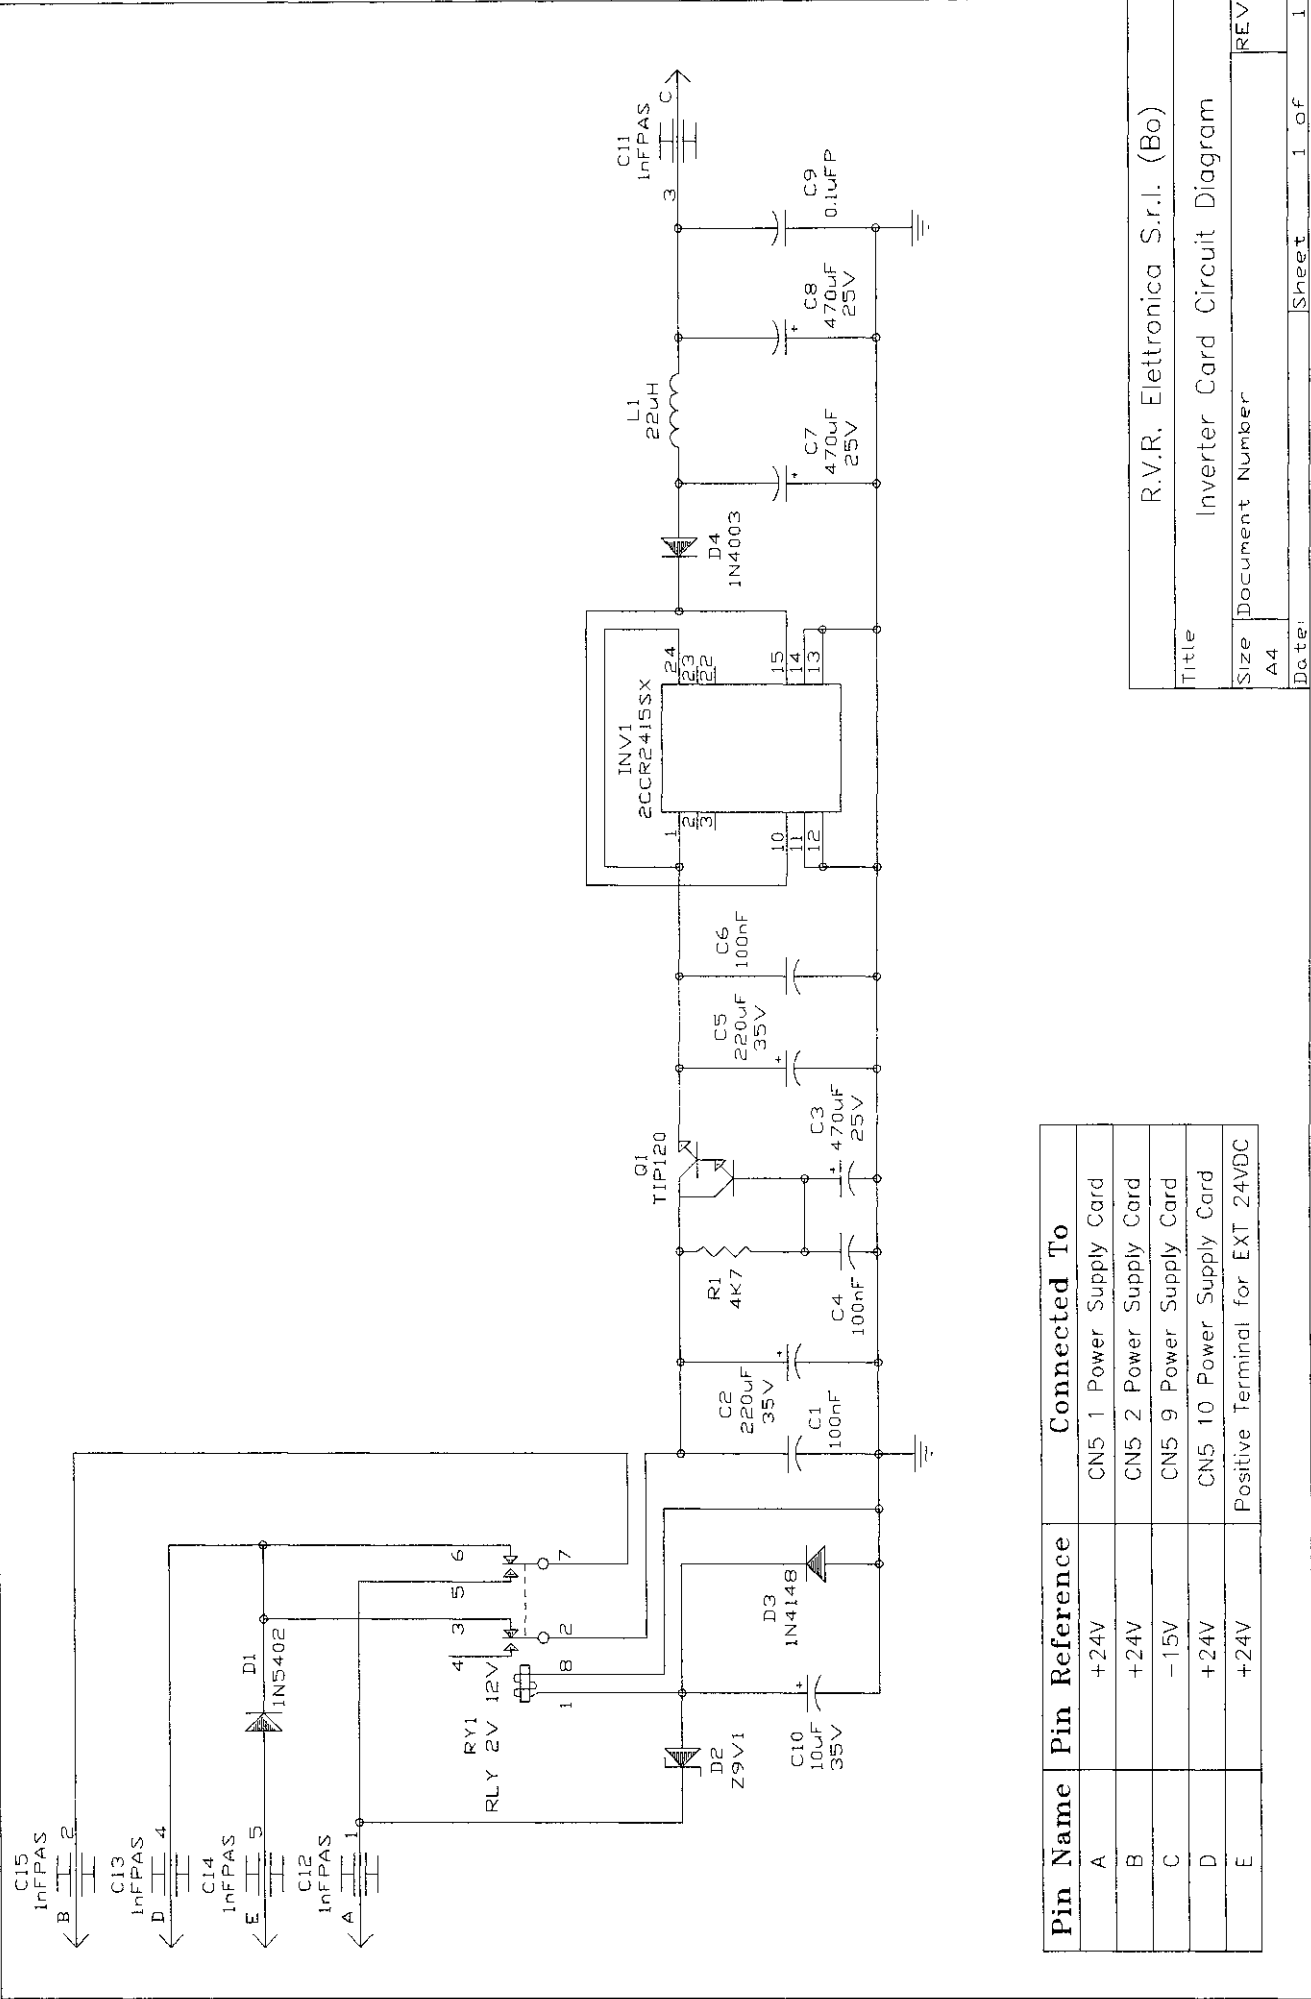 C15
1nFPAS
B
2
C13
1nFPAS
D
4
C14
1nFPAS
E
5
C12
1nFPAS
A
1
D1
1N5402
RY1
RLY 2V 12V
4
3
5
6
1
8
2
7
D2
Z9V1
C10
10uF
35V
+
D3
1N4148
C2
220uF
35V
+
C1
100nF
R1
4K7
C4
100nF
Q1
TIP120
C3
470uF
25V
+
C5
220uF
35V
+
C6
100nF
INV1
2CCR2415SX
1
2
3
10
11
12
24
23
22
15
14
13
D4
1N4003
L1
22uH
C7
470uF
25V
+
C8
470uF
25V
+
C9
0.1uFP
C11
1nFPAS
3
C
Pin Name Pin Reference Connected To
A +24V CN5 1 Power Supply Card
B +24V CN5 2 Power Supply Card
C -15V CN5 9 Power Supply Card
D +24V CN5 10 Power Supply Card
E +24V Positive Terminal for EXT 24VDC
R.V.R. Elettronica S.r.l. (Bo)
Title
Inverter Card Circuit Diagram
Size Document Number REV
A4
Date: Sheet 1 of 1